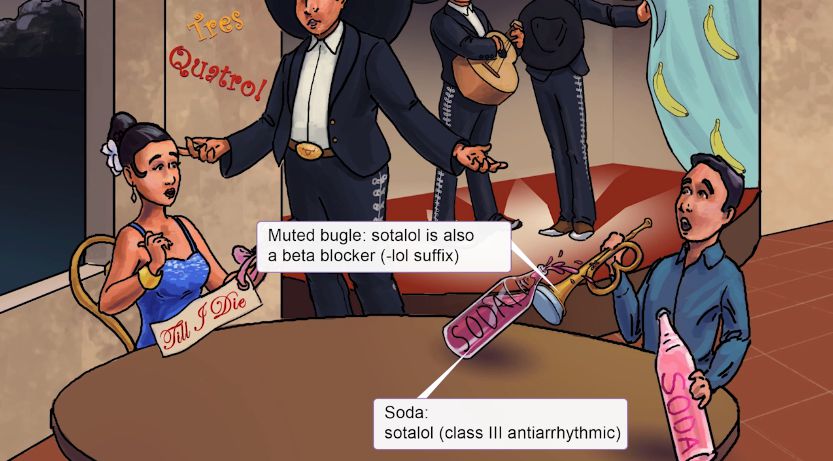 Tres
Quatro!
Muted bugle: sotalol is also
a beta blocker (-lol suffix)
Till I Die
SODA
Soda:
sotalol (class III antiarrhythmic)
SODA